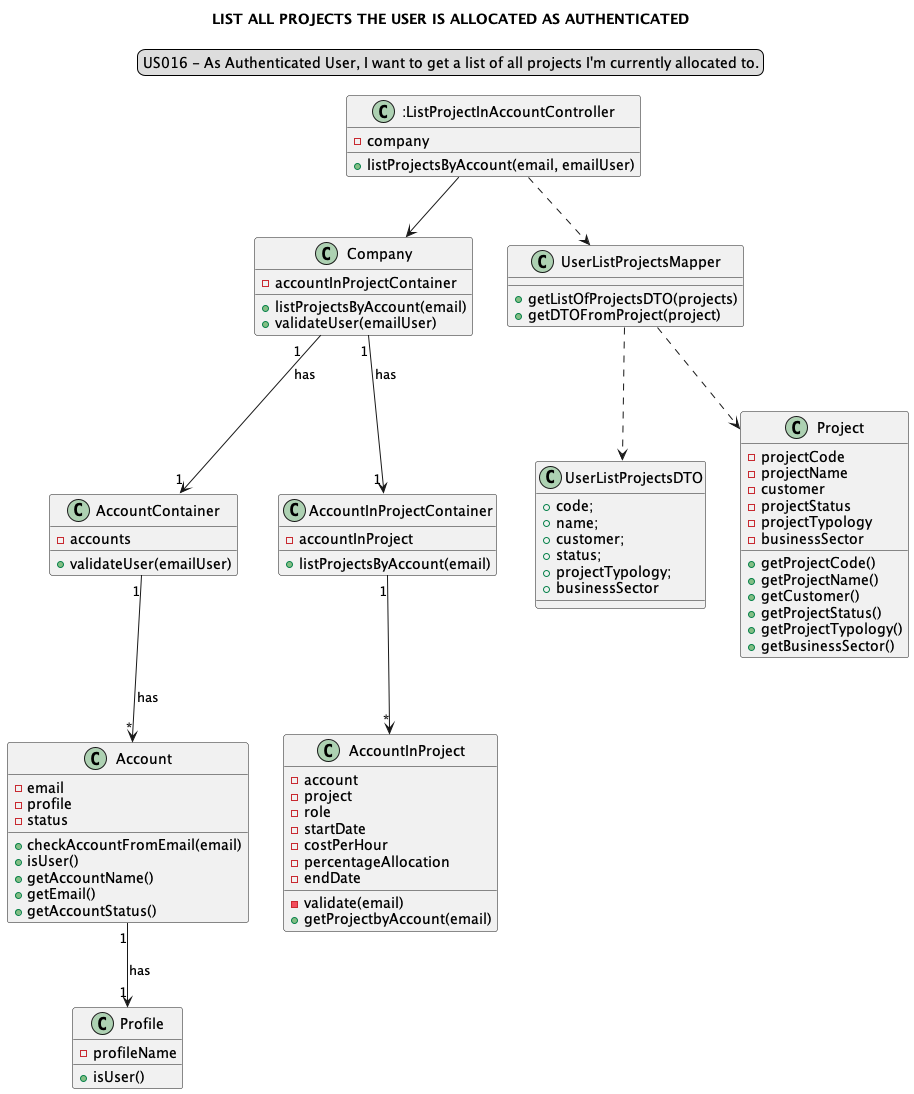 LIST ALL PROJECTS THE USER IS ALLOCATED AS AUTHENTICATED
US016 - As Authenticated User, I want to get a list of all projects I'm currently allocated to.
C :ListProjectInAccountController
company
listProjectsByAccount(email, emailUser)
C Company
accountInProjectContainer
listProjectsByAccount(email)
validateUser(emailUser)
C UserListProjectsMapper
getListOfProjectsDTO(projects)
getDTOFromProject(project)
1
has
1
1
has
1
C AccountContainer
accounts
validateUser(emailUser)
C AccountInProjectContainer
accountInProject
listProjectsByAccount(email)
C UserListProjectsDTO
code;
name;
customer;
status;
projectTypology;
businessSector
C Project
projectCode
projectName
customer
projectStatus
projectTypology
businessSector
getProjectCode()
getProjectName()
getCustomer()
getProjectStatus()
getProjectTypology()
getBusinessSector()
1
has
*
1
*
C Account
email
profile
status
checkAccountFromEmail(email)
isUser()
getAccountName()
getEmail()
getAccountStatus()
C AccountInProject
account
project
role
startDate
costPerHour
percentageAllocation
endDate
validate(email)
getProjectbyAccount(email)
1
has
1
C Profile
profileName
isUser()